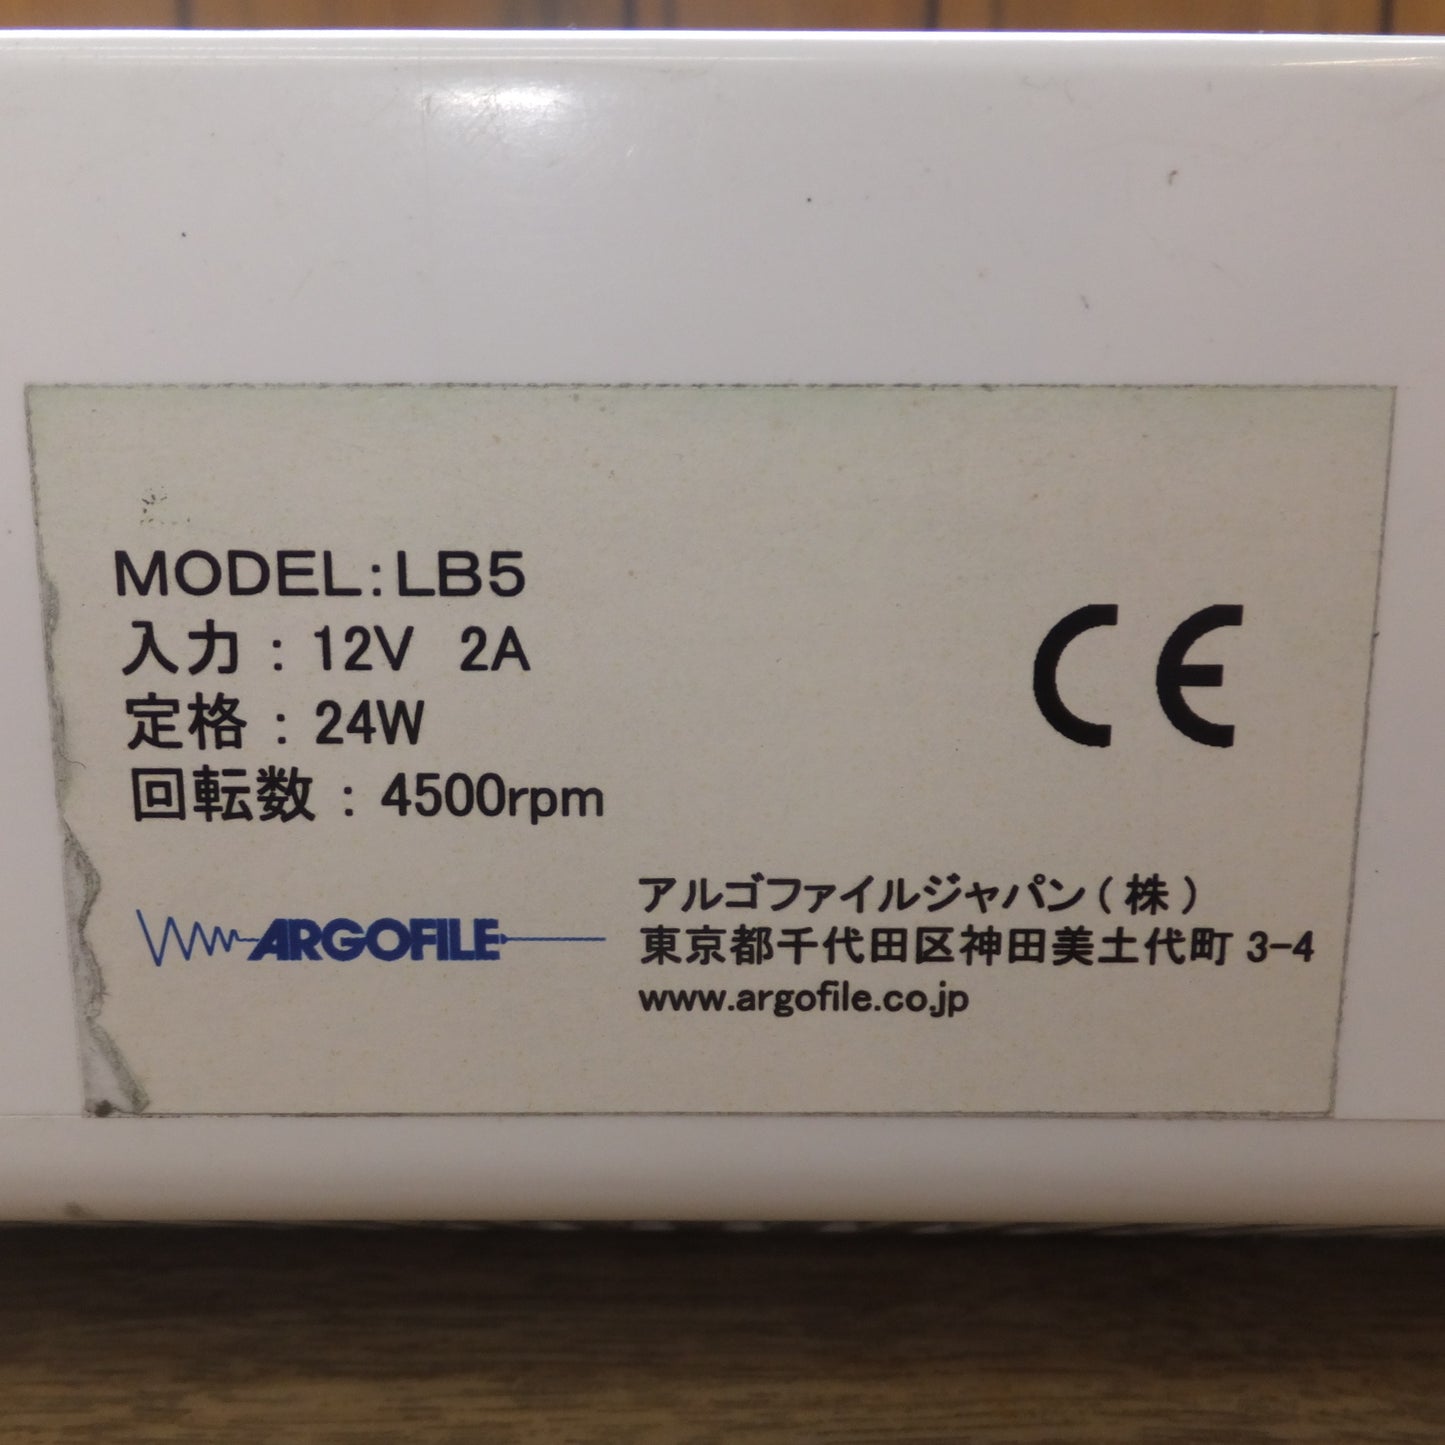 MODEL:LB5
入力：12V 2A
定格：24W
回転数：4500rpm
CE
ARGOFILE
アルゴファイルジャパン(株)
東京都千代田区神田美土代町 3-4
www.argofile.co.jp